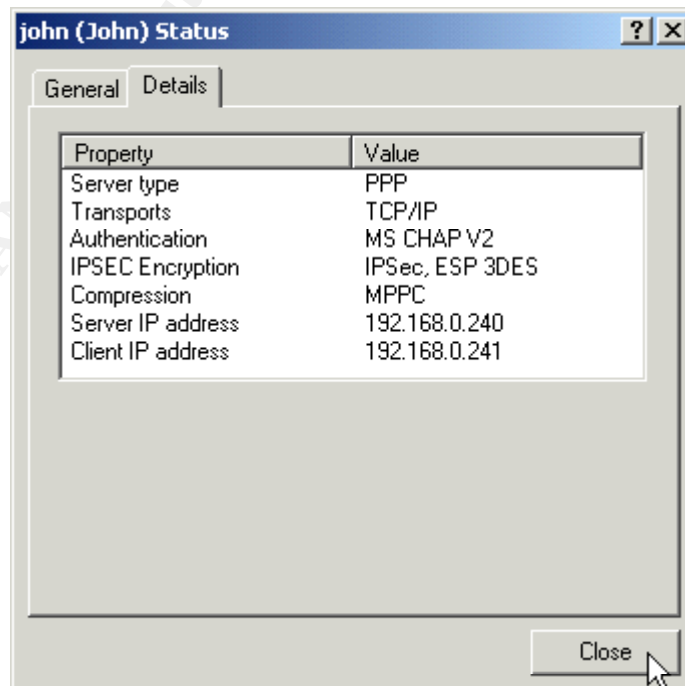 john (John) Status
General Details
Property Value
Server type PPP
Transports TCP/IP
Authentication MS CHAP V2
IPSEC Encryption IPSec, ESP 3DES
Compression MPPC
Server IP address 192.168.0.240
Client IP address 192.168.0.241
Close